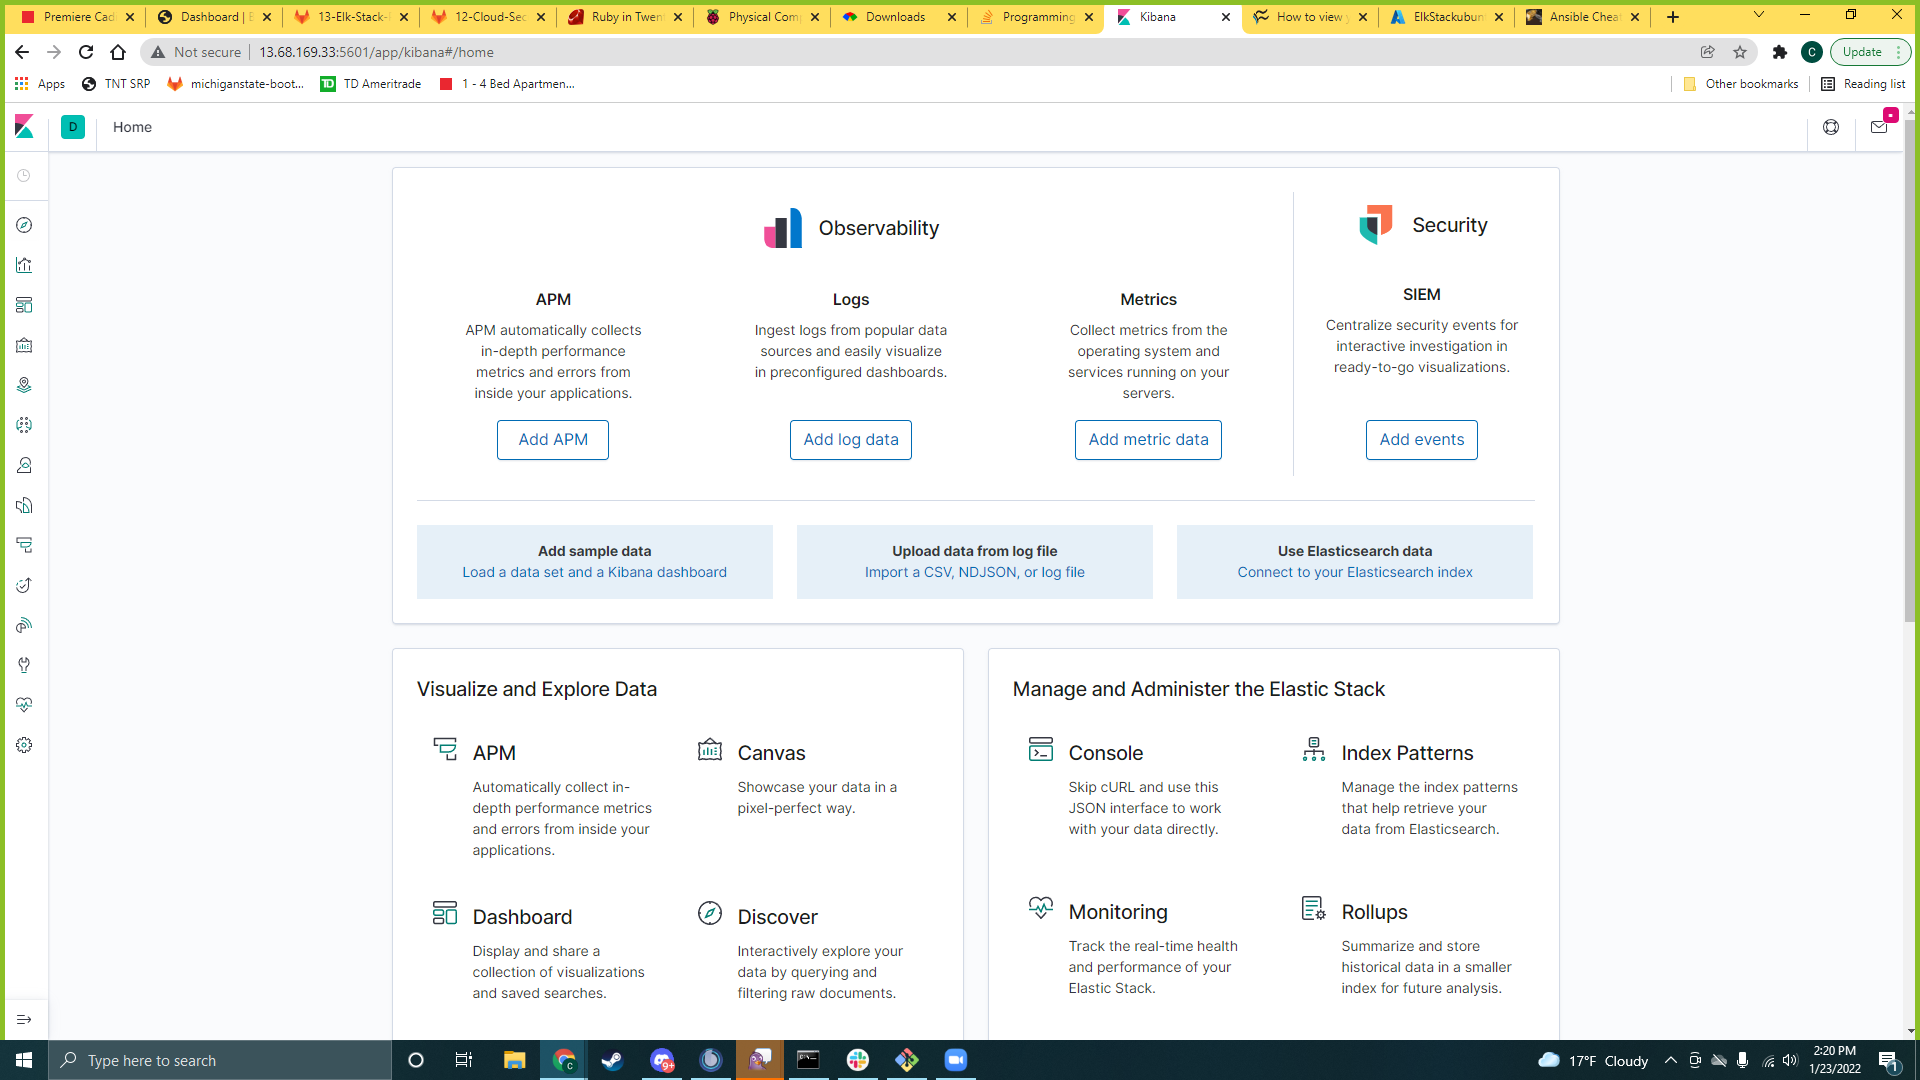 Premiere Cad
Dashboard | B
13-Elk-Stack-
12-Cloud-Sec
Ruby in Twen
Physical Com
Downloads
Programming
Kibana
How to view y
ElkStackubun
Ansible Chea
Not secure
13.68.169.33:5601/app/kibana#/home
C
Update
Apps
TNT SRP
michiganstate-boot...
TD Ameritrade
1 - 4 Bed Apartmen...
Other bookmarks
Reading list
D
Home
Observability
Security
APM
APM automatically collects
in-depth performance
metrics and errors from
inside your applications.
Add APM
Logs
Ingest logs from popular data
sources and easily visualize
in preconfigured dashboards.
Add log data
Metrics
Collect metrics from the
operating system and
services running on your
servers.
Add metric data
SIEM
Centralize security events for
interactive investigation in
ready-to-go visualizations.
Add events
Add sample data
Load a data set and a Kibana dashboard
Upload data from log file
Import a CSV, NDJSON, or log file
Use Elasticsearch data
Connect to your Elasticsearch index
Visualize and Explore Data
APM
Automatically collect in-
depth performance metrics
and errors from inside your
applications.
Canvas
Showcase your data in a
pixel-perfect way.
Dashboard
Display and share a
collection of visualizations
and saved searches.
Discover
Interactively explore your
data by querying and
filtering raw documents.
Manage and Administer the Elastic Stack
Console
Skip cURL and use this
JSON interface to work
with your data directly.
Index Patterns
Manage the index patterns
that help retrieve your
data from Elasticsearch.
Monitoring
Track the real-time health
and performance of your
Elastic Stack.
Rollups
Summarize and store
historical data in a smaller
index for future analysis.
Type here to search
C
9+
17°F Cloudy
2:20 PM
1/23/2022
1